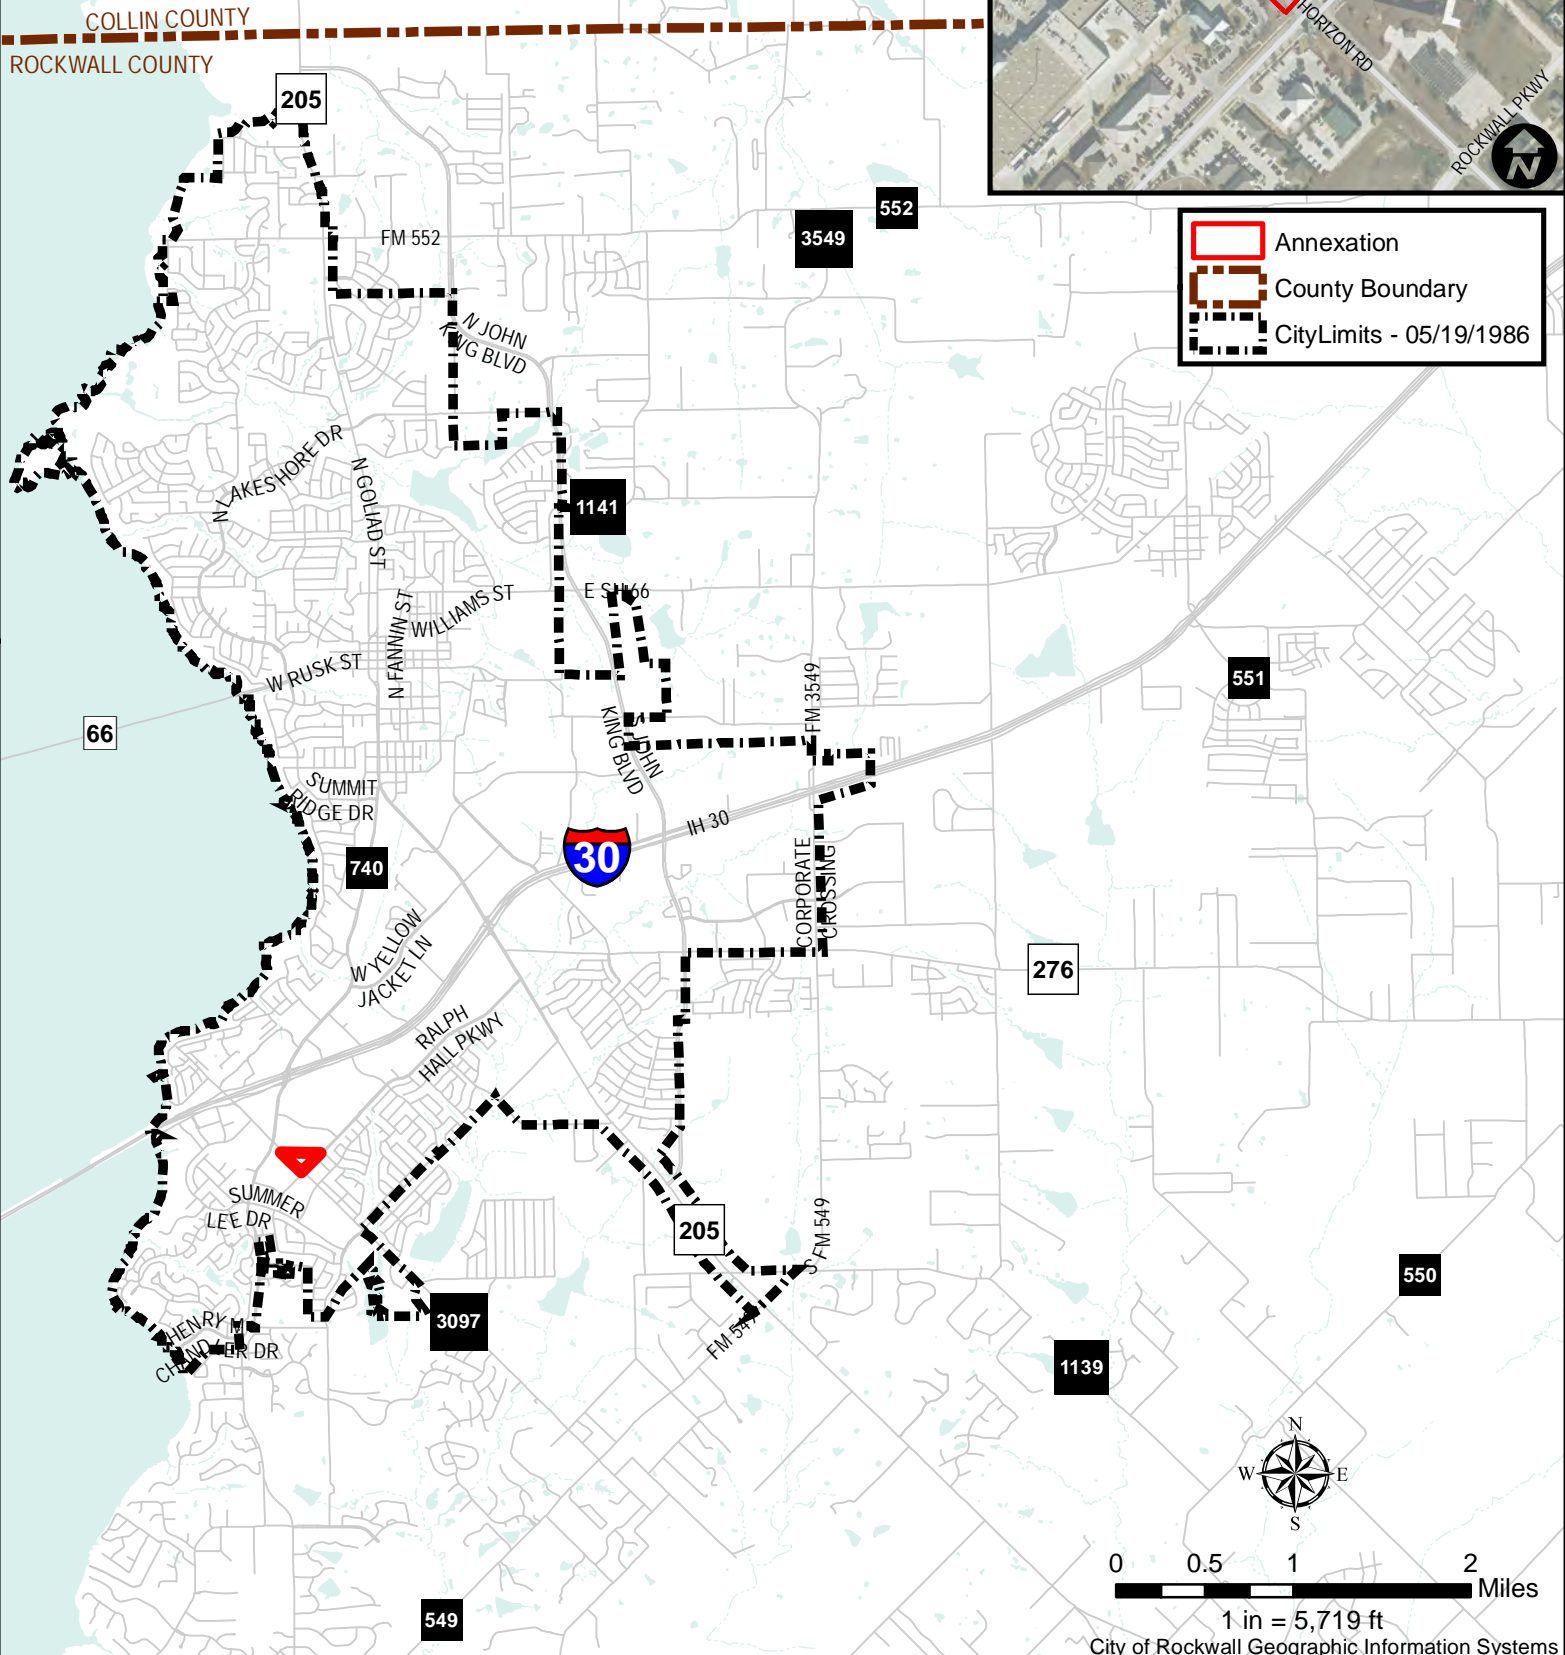 COLLIN COUNTY
ROCKWALL COUNTY
HORIZON RD
ROCKWALL PKWY
N
205
552
3549
FM 552
Annexation
County Boundary
CityLimits - 05/19/1986
N JOHN
KING BLVD
N LAKESHORE DR
N GOLIAD ST
1141
E SH 66
WILLIAMS ST
N FANNIN ST
W RUSK ST
66
FM 3549
551
S JOHN
KING BLVD
SUMMIT
RIDGE DR
IH 30
30
740
CORPORATE
CROSSING
W YELLOW
JACKET LN
276
RALPH
HALL PKWY
SUMMER
LEE DR
205
S FM 549
550
3097
HENRY M
CHANDLER DR
FM 549
1139
N
W
E
S
0 0.5 1 2
Miles
1 in = 5,719 ft
549
City of Rockwall Geographic Information Systems